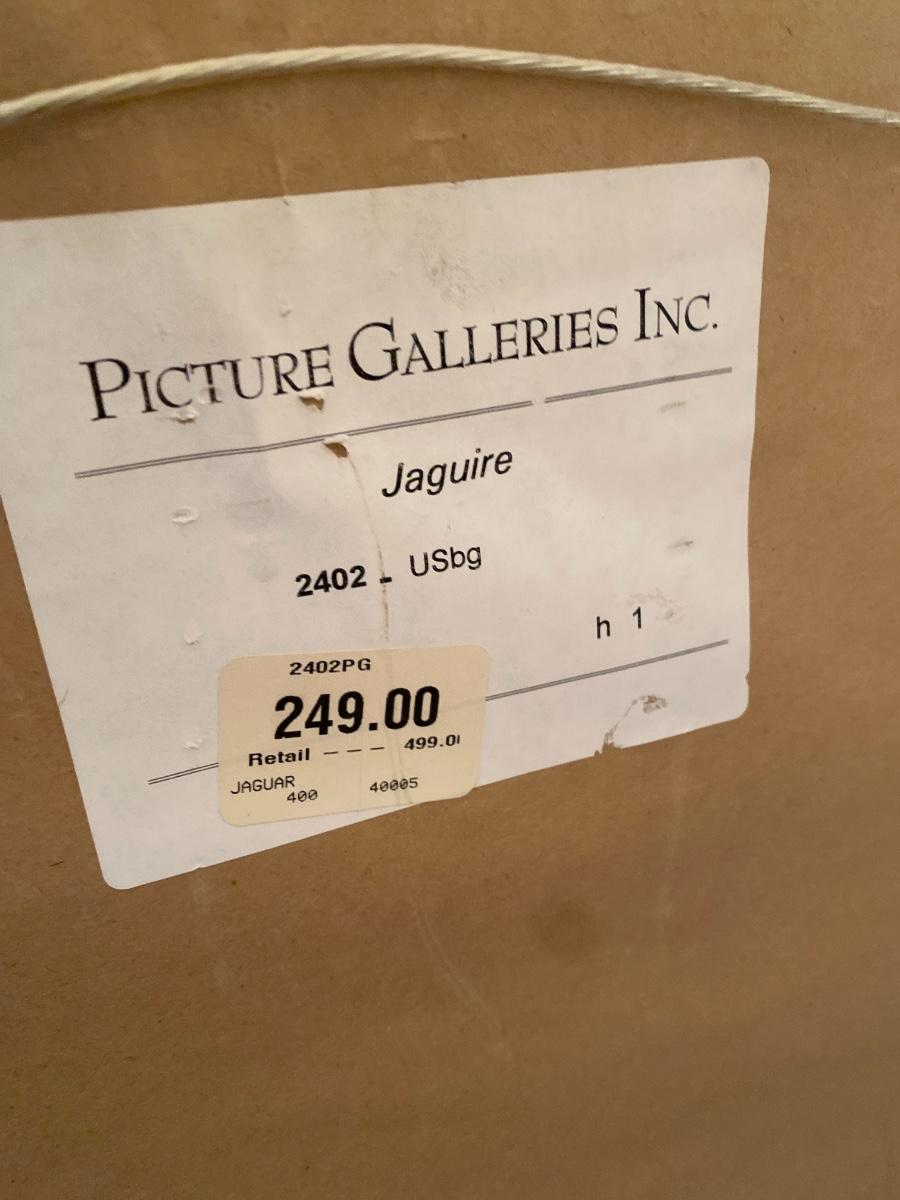 PICTURE GALLERIES INC.
Jaguire
2402 - USbg
h 1
2402PG
249.00
Retail --- 499.0
JAGUAR
400 40005